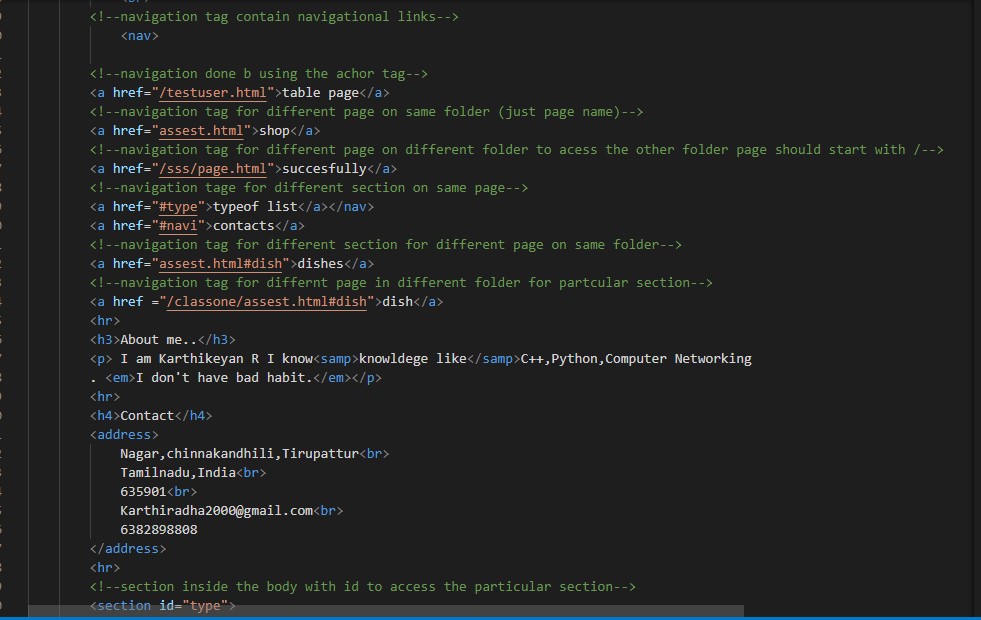 <!--navigation tag contain navigational links-->
<nav>
<!--navigation done b using the achor tag-->
<a href="/testuser.html">table page</a>
<!--navigation tag for different page on same folder (just page name)-->
<a href="assest.html">shop</a>
<!--navigation tag for different page on different folder to acess the other folder page should start with /-->
<a href="/sss/page.html">succesfully</a>
<!--navigation tage for different section on same page-->
<a href="#type">typeof list</a></nav>
<a href="#navi">contacts</a>
<!--navigation tag for different section for different page on same folder-->
<a href="assest.html#dish">dishes</a>
<!--navigation tag for differnt page in different folder for partcular section-->
<a href ="/classone/assest.html#dish">dish</a>
<hr>
<h3>About me..</h3>
<p> I am Karthikeyan R I know<samp>knowldege like</samp>C++,Python,Computer Networking
. <em>I don't have bad habit.</em></p>
<hr>
<h4>Contact</h4>
<address>
Nagar,chinnakandhili,Tirupattur<br>
Tamilnadu,India<br>
635901<br>
Karthiradha2000@gmail.com<br>
6382898808
</address>
<hr>
<!--section inside the body with id to access the particular section-->
<section id="type">